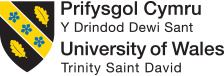 Prifysgol Cymru
Y Drindod Dewi Sant
University of Wales
Trinity Saint David